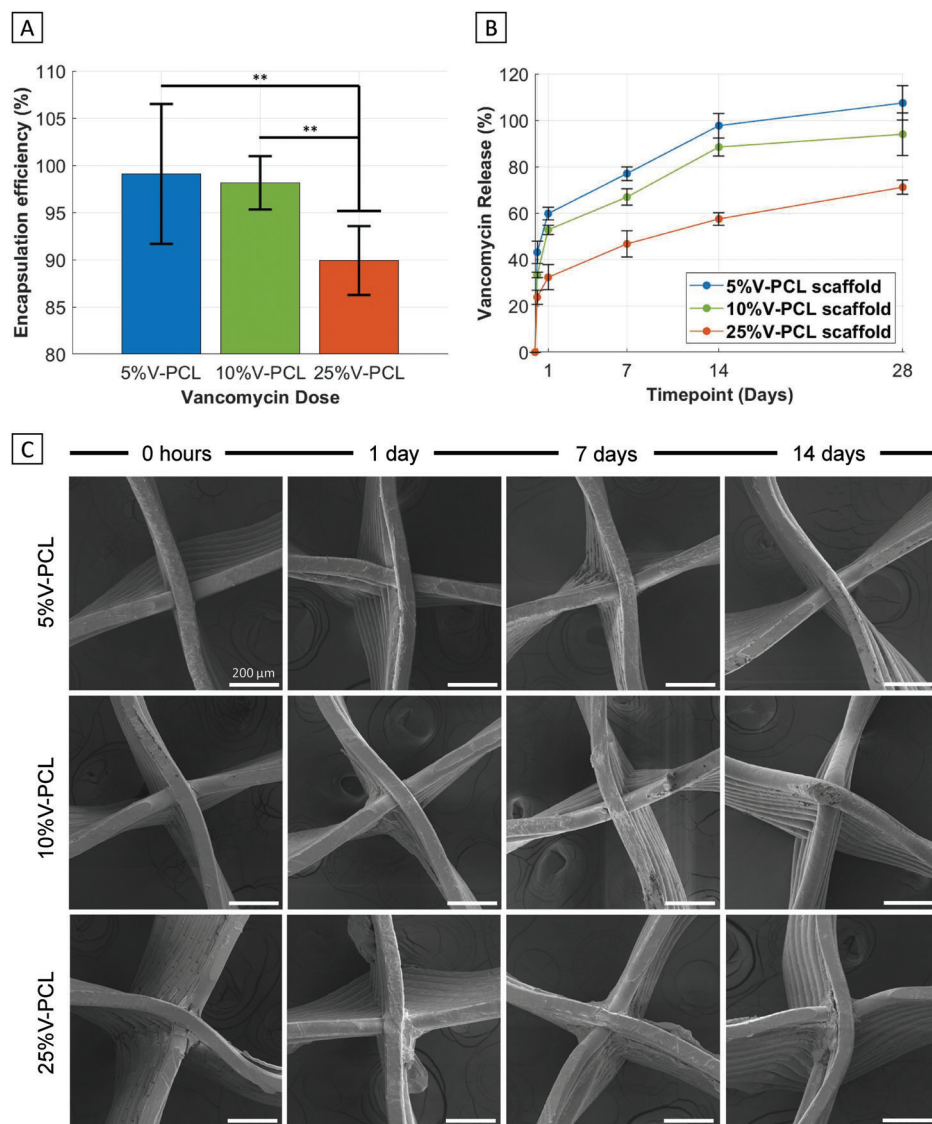 A
Encapsulation efficiency (%)
110
105
100
95
90
85
80
**
**
5%V-PCL 10%V-PCL 25%V-PCL
Vancomycin Dose
B
Vancomycin Release (%)
120
100
80
60
40
20
0
5%V-PCL scaffold
10%V-PCL scaffold
25%V-PCL scaffold
1 7 14 28
Timepoint (Days)
C
0 hours 1 day 7 days 14 days
5%V-PCL
200 µm
10%V-PCL
25%V-PCL